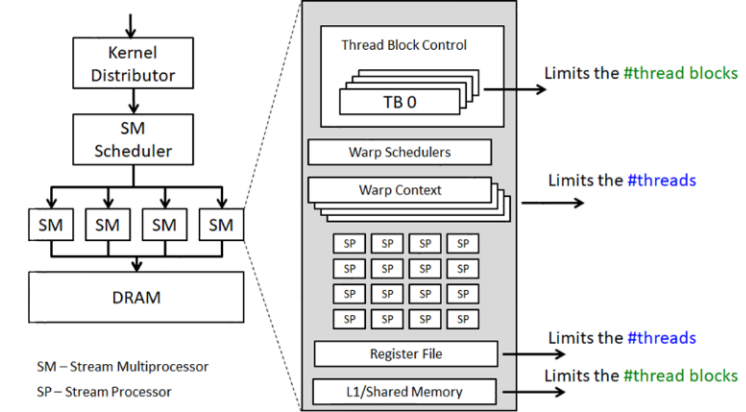 Kernel
Distributor
SM
Scheduler
SM SM SM SM
DRAM
SM – Stream Multiprocessor
SP – Stream Processor
Thread Block Control
TB 0
Warp Schedulers
Warp Context
SP SP SP SP
SP SP SP SP
SP SP SP SP
SP SP SP SP
Register File
L1/Shared Memory
Limits the #thread blocks
Limits the #threads
Limits the #threads
Limits the #thread blocks